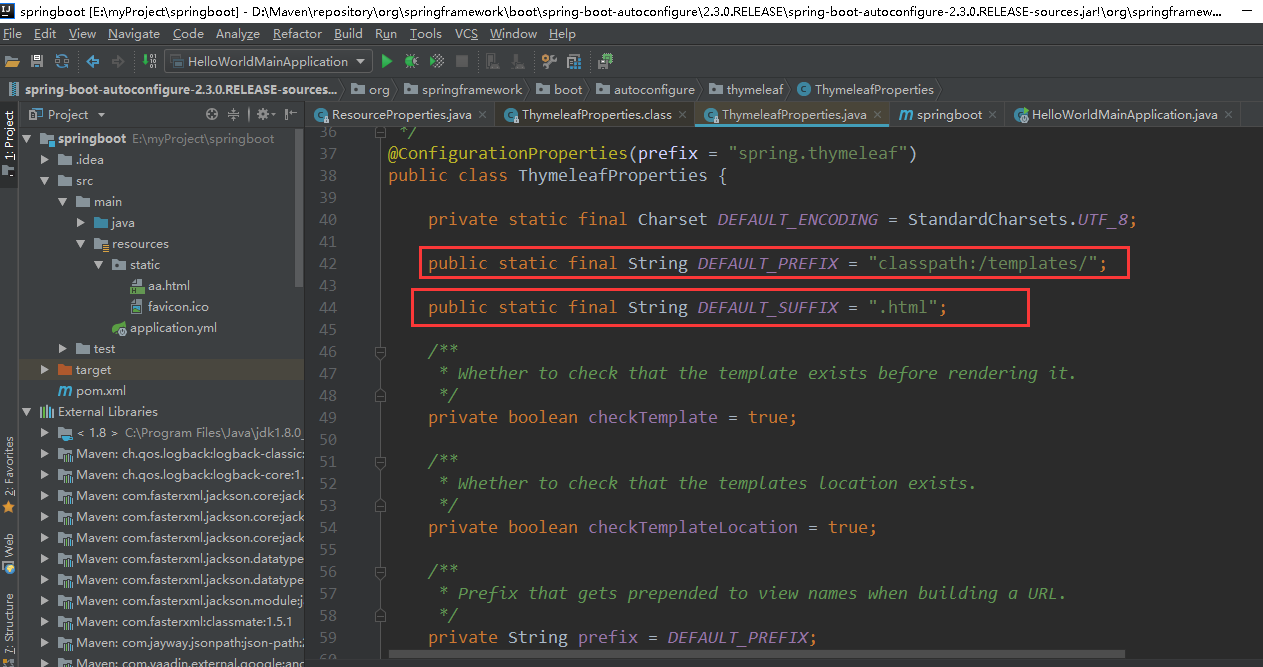 springboot [E:\myProject\springboot] - D:\Maven\repository\org\springframework\boot\spring-boot-autoconfigure\2.3.0.RELEASE\spring-boot-autoconfigure-2.3.0.RELEASE-sources.jar!\org\springframew...
File Edit View Navigate Code Analyze Refactor Build Run Tools VCS Window Help
HelloWorldMainApplication
spring-boot-autoconfigure-2.3.0.RELEASE-sources... org springframework boot autoconfigure thymeleaf ThymeleafProperties
Project
ResourceProperties.java ThymeleafProperties.class ThymeleafProperties.java springboot HelloWorldMainApplication.java
1: Project
2: Favorites
Web
7: Structure
springboot E:\myProject\springboot
.idea
src
main
java
resources
static
aa.html
favicon.ico
application.yml
test
target
pom.xml
External Libraries
< 1.8 > C:\Program Files\Java\jdk1.8.0_
Maven: ch.qos.logback:logback-classic:
Maven: ch.qos.logback:logback-core:1.
Maven: com.fasterxml.jackson.core:jack
Maven: com.fasterxml.jackson.core:jack
Maven: com.fasterxml.jackson.core:jack
Maven: com.fasterxml.jackson.datatype
Maven: com.fasterxml.jackson.datatype
Maven: com.fasterxml.jackson.module:j
Maven: com.fasterxml:classmate:1.5.1
Maven: com.jayway.jsonpath:json-path:2
Maven: com.vaadin.external.google:and
36 */
37 @ConfigurationProperties(prefix = "spring.thymeleaf")
38 public class ThymeleafProperties {
39
40 private static final Charset DEFAULT_ENCODING = StandardCharsets.UTF_8;
41
42 public static final String DEFAULT_PREFIX = "classpath:/templates/";
43
44 public static final String DEFAULT_SUFFIX = ".html";
45
46 /**
47 * Whether to check that the template exists before rendering it.
48 */
49 private boolean checkTemplate = true;
50
51 /**
52 * Whether to check that the templates location exists.
53 */
54 private boolean checkTemplateLocation = true;
55
56 /**
57 * Prefix that gets prepended to view names when building a URL.
58 */
59 private String prefix = DEFAULT_PREFIX;
60